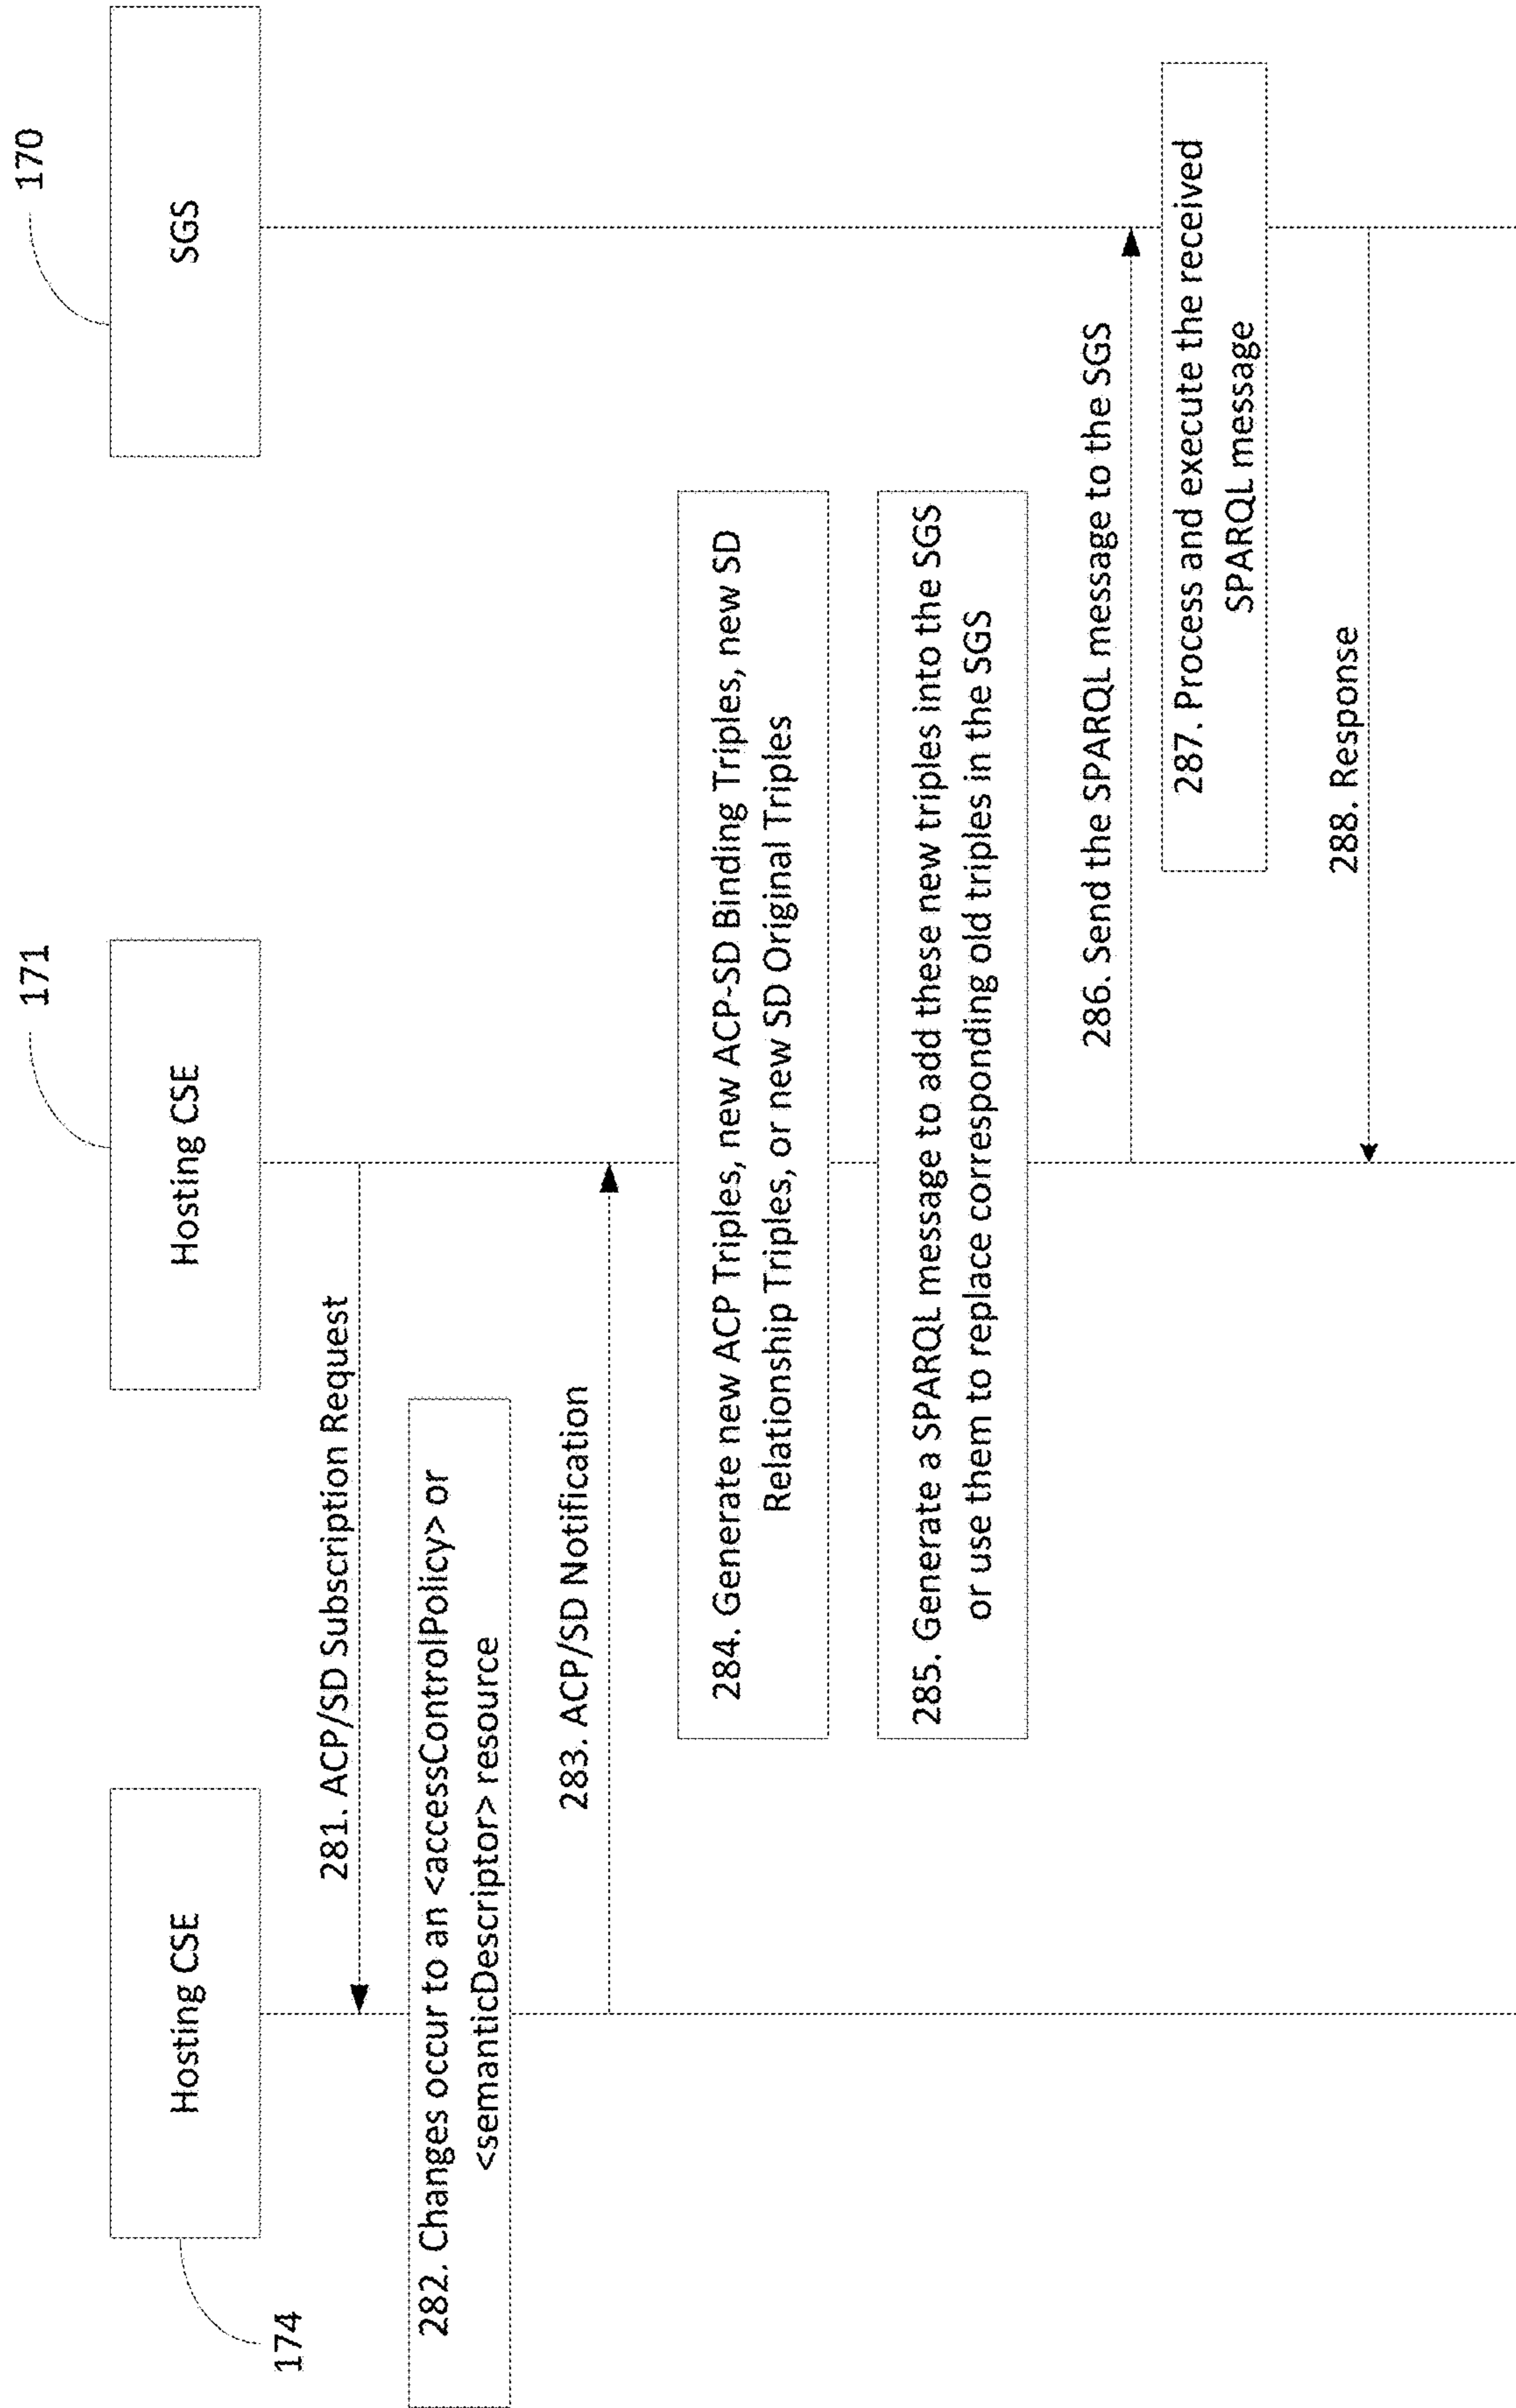 174
Hosting CSE
171
Hosting CSE
170
SGS
281. ACP/SD Subscription Request
282. Changes occur to an <accessControlPolicy> or
<semanticDescriptor> resource
283. ACP/SD Notification
284. Generate new ACP Triples, new ACP-SD Binding Triples, new SD
Relationship Triples, or new SD Original Triples
285. Generate a SPARQL message to add these new triples into the SGS
or use them to replace corresponding old triples in the SGS
286. Send the SPARQL message to the SGS
287. Process and execute the received
SPARQL message
288. Response